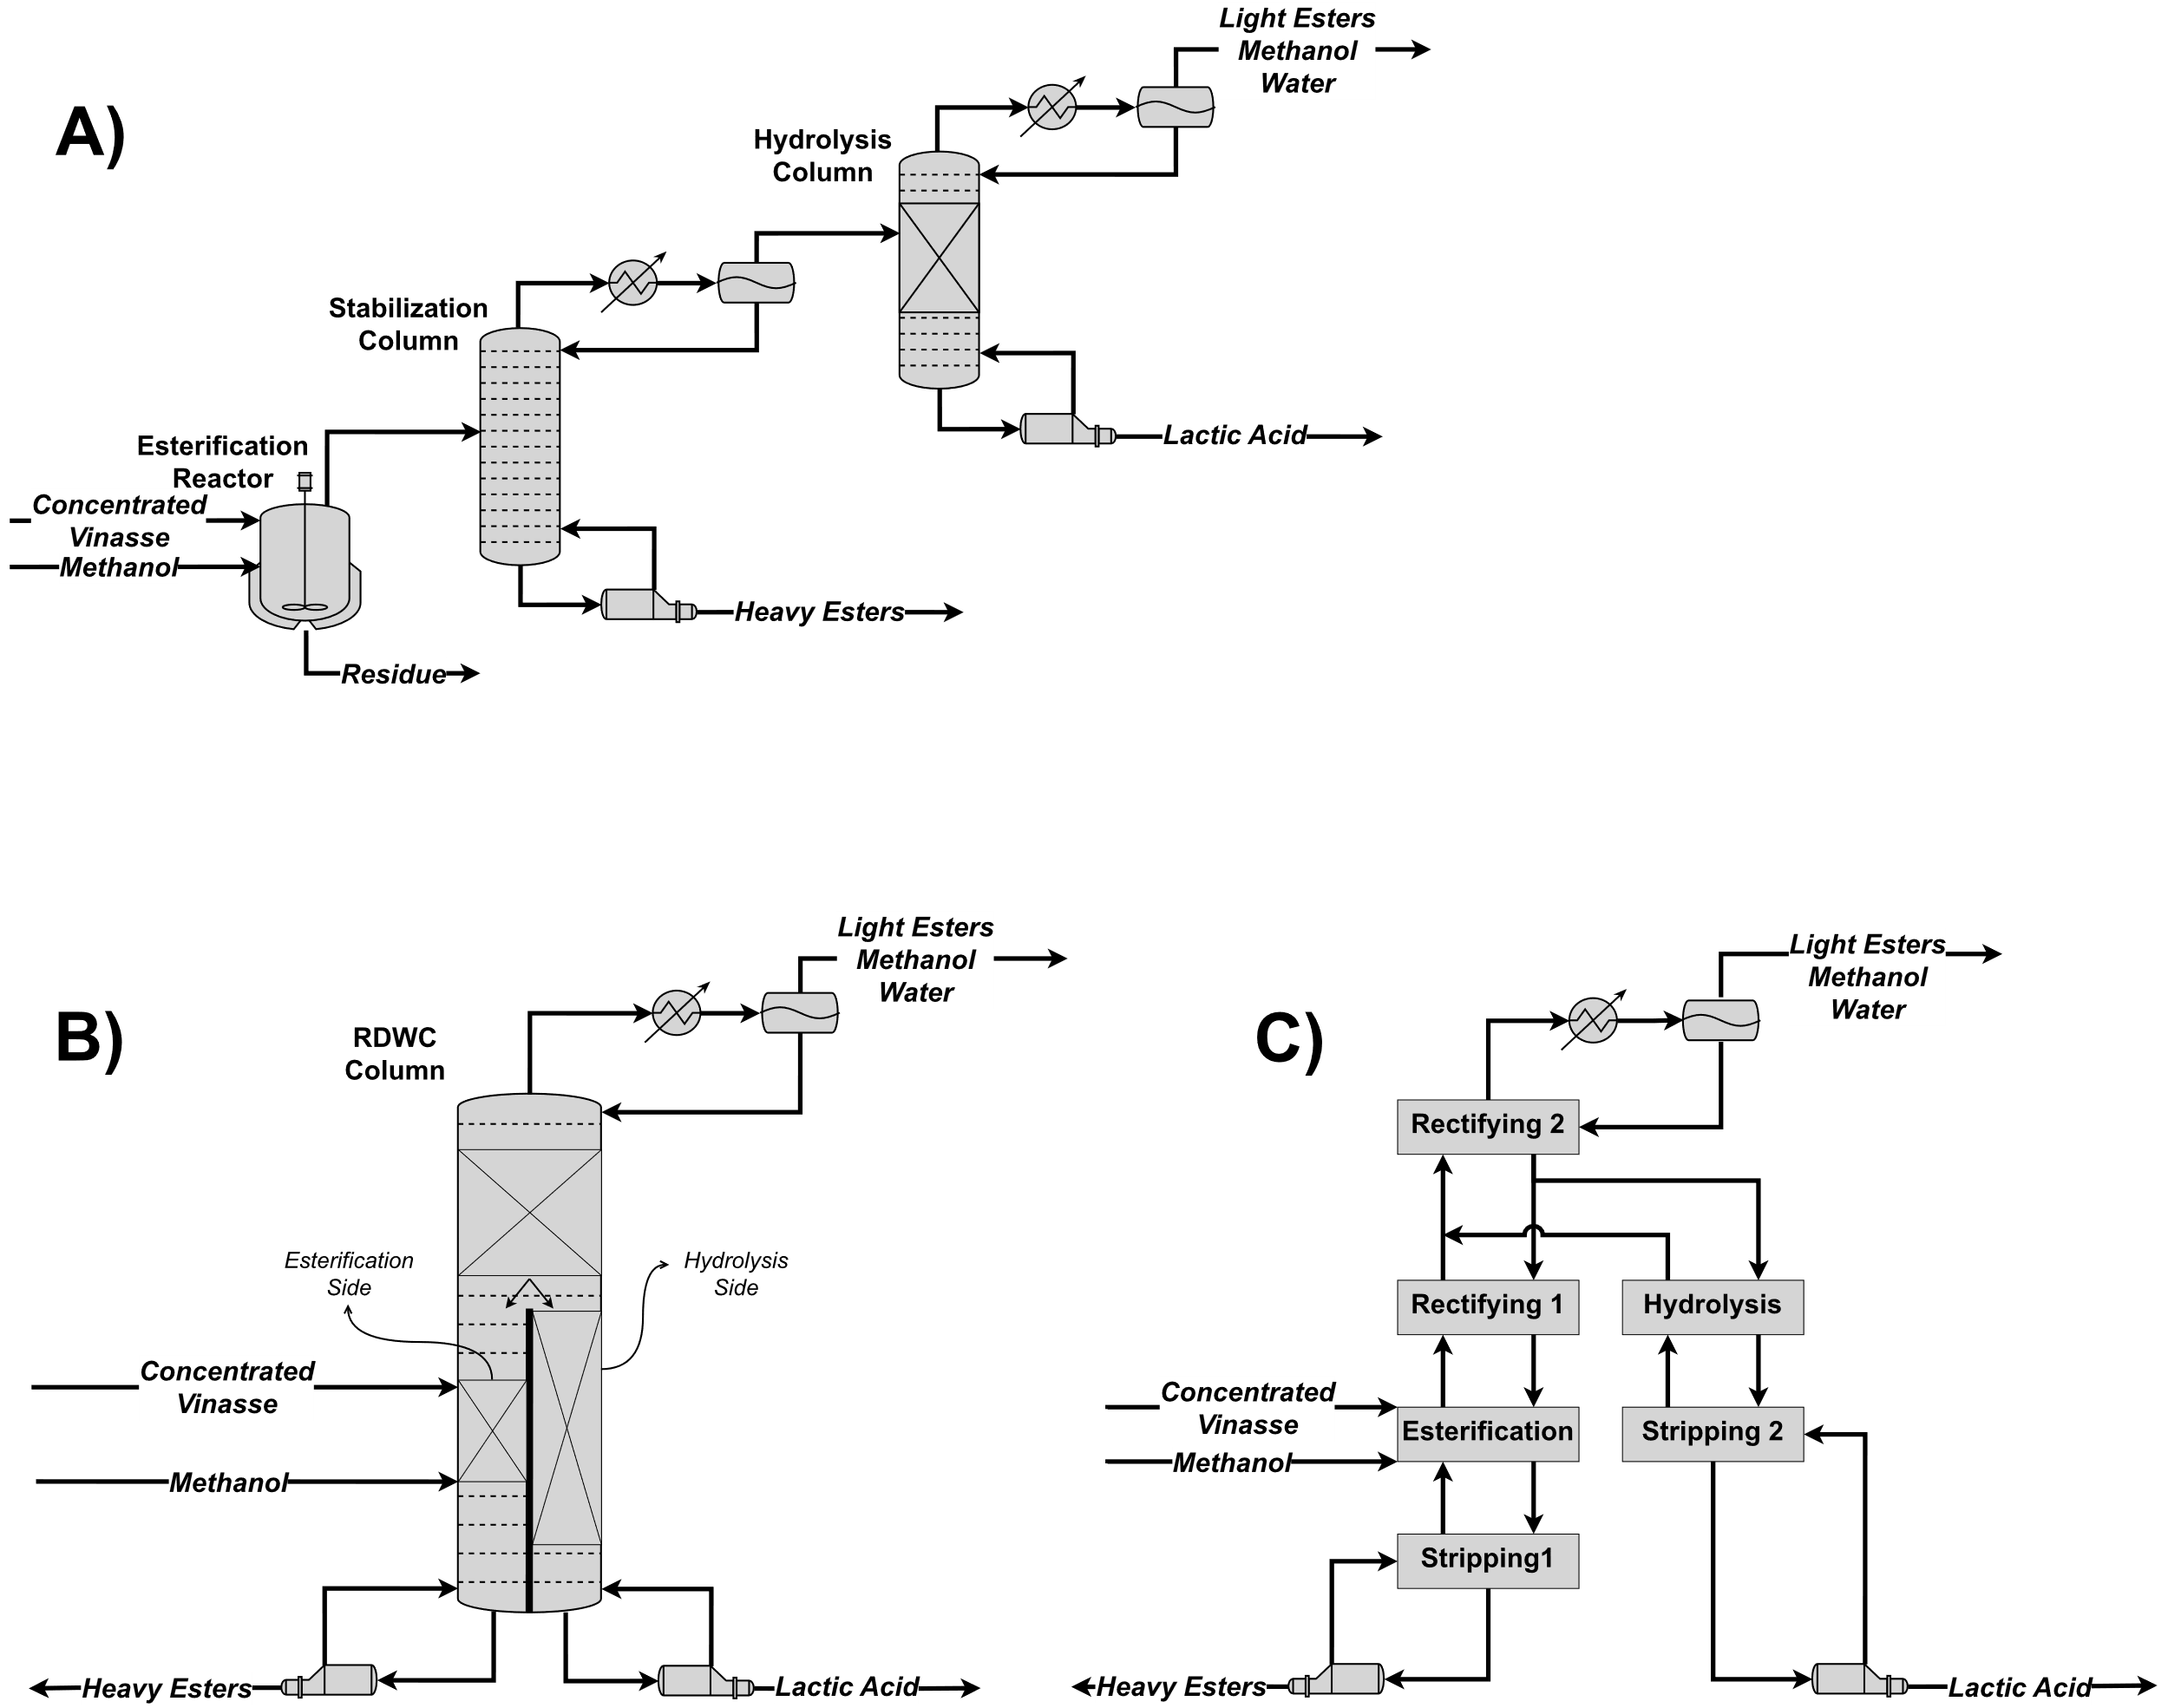 A)
Light Esters
Methanol
Water
Hydrolysis
Column
Stabilization
Column
Lactic Acid
Esterification
Reactor
Concentrated
Vinasse
Methanol
Heavy Esters
Residue
B)
Light Esters
Methanol
Water
RDWC
Column
Esterification
Side
Hydrolysis
Side
Concentrated
Vinasse
Methanol
Heavy Esters
Lactic Acid
C)
Light Esters
Methanol
Water
Rectifying 2
Rectifying 1
Hydrolysis
Concentrated
Vinasse
Esterification
Stripping 2
Methanol
Stripping1
Heavy Esters
Lactic Acid